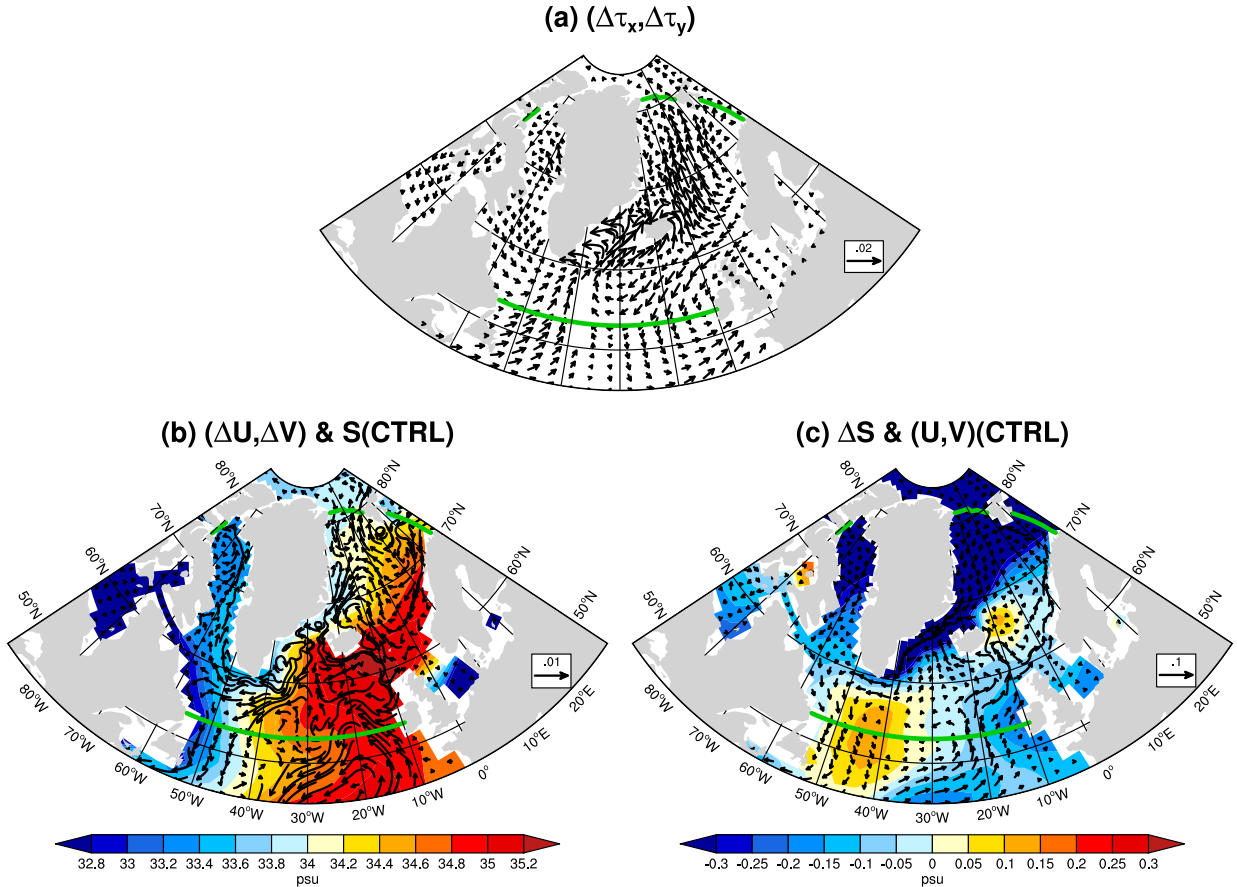 (a) (Δτx,Δτy)
.02
(b) (ΔU,ΔV) & S(CTRL)
(c) ΔS & (U,V)(CTRL)
80°N
70°N
60°N
50°N
80°N
70°N
60°N
50°N
.01
70°W
60°W
50°W
40°W
30°W
20°W
10°W
0°
10°E
20°E
80°N
70°N
60°N
50°N
80°N
70°N
60°N
50°N
.1
70°W
60°W
50°W
40°W
30°W
20°W
10°W
0°
10°E
20°E
32.8 33 33.4 33.6 33.8 34 34.2 34.4 34.6 34.8 35 35.2
psu
-0.3 -0.25 -0.2 -0.15 -0.1 -0.05 0 0.05 0.1 0.15 0.2 0.25 0.3
psu